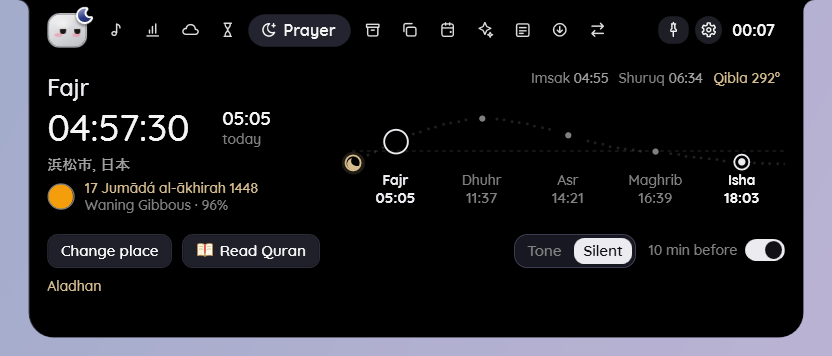 Prayer
00:07
Fajr
Imsak 04:55 Shuruq 06:34 Qibla 292°
04:57:30
05:05
today
浜松市, 日本
17 Jumādá al-ākhirah 1448
Waning Gibbous · 96%
Fajr
05:05
Dhuhr
11:37
Asr
14:21
Maghrib
16:39
Isha
18:03
Change place
Read Quran
Tone Silent
10 min before
Aladhan